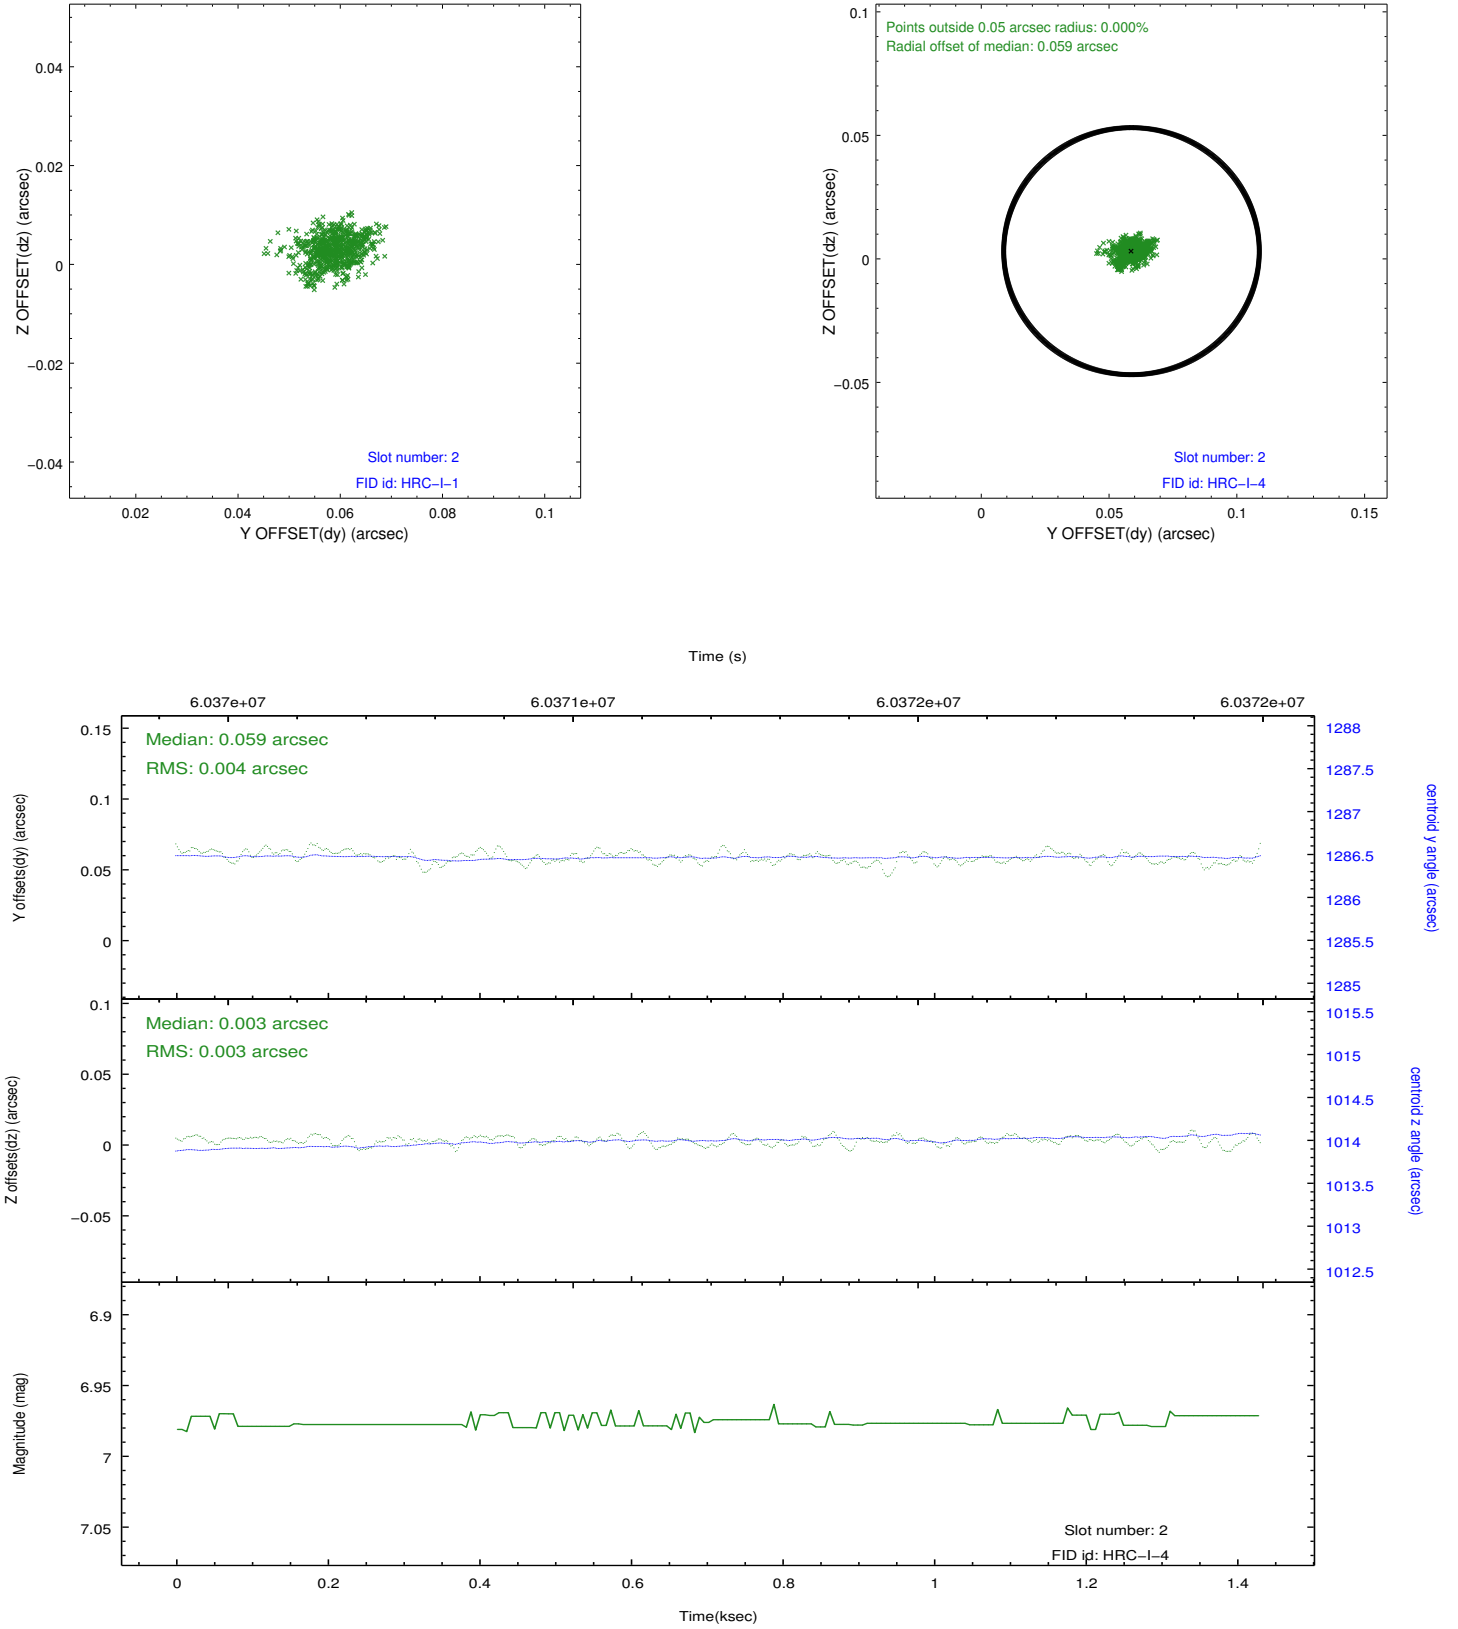 0.04
0.02
0
−0.02
−0.04
Z OFFSET(dz) (arcsec)
Slot number: 2
FID id: HRC−I−1
0.02
0.04
0.06
0.08
0.1
Y OFFSET(dy) (arcsec)
Points outside 0.05 arcsec radius: 0.000%
Radial offset of median: 0.059 arcsec
0.1
0.05
0
−0.05
Z OFFSET(dz) (arcsec)
Slot number: 2
FID id: HRC−I−4
0
0.05
0.1
0.15
Y OFFSET(dy) (arcsec)
Time (s)
6.037e+07
6.0371e+07
6.0372e+07
6.0372e+07
Median: 0.059 arcsec
RMS: 0.004 arcsec
0.15
0.1
0.05
0
Y offsets(dy) (arcsec)
1288
1287.5
1287
1286.5
1286
1285.5
1285
centroid y angle (arcsec)
Median: 0.003 arcsec
RMS: 0.003 arcsec
0.1
0.05
0
−0.05
Z offsets(dz) (arcsec)
1015.5
1015
1014.5
1014
1013.5
1013
1012.5
centroid z angle (arcsec)
6.9
6.95
7
7.05
Magnitude (mag)
Slot number: 2
FID id: HRC−I−4
0
0.2
0.4
0.6
0.8
1
1.2
1.4
Time(ksec)